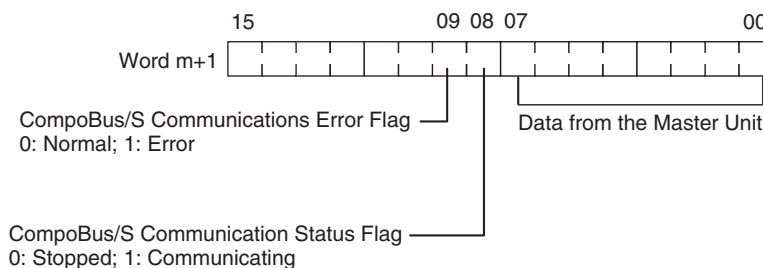 15 09 08 07 00
Word m+1
CompoBus/S Communications Error Flag
0: Normal; 1: Error
Data from the Master Unit
CompoBus/S Communication Status Flag
0: Stopped; 1: Communicating